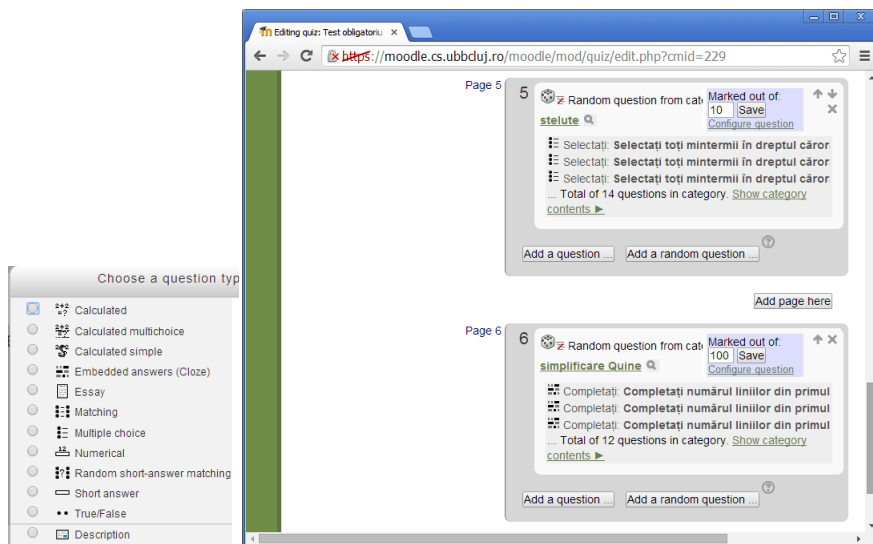 Choose a question typ
Calculated
Calculated multichoice
Calculated simple
Embedded answers (Cloze)
Essay
Matching
Multiple choice
Numerical
Random short-answer matching
Short answer
True/False
Description
Editing quiz: Test obligatoriu
https://moodle.cs.ubbcluj.ro/moodle/mod/quiz/edit.php?cmid=229
Page 5
5
Random question from cate
stelute
Marked out of:
10 Save
Configure question
Selectați: Selectați toți mintermii în dreptul căror
Selectați: Selectați toți mintermii în dreptul căror
Selectați: Selectați toți mintermii în dreptul căror
... Total of 14 questions in category. Show category
contents ►
Add a question ... Add a random question ...
Add page here
Page 6
6
Random question from cate
simplificare Quine
Marked out of:
100 Save
Configure question
Completați: Completați numărul liniilor din primul
Completați: Completați numărul liniilor din primul
Completați: Completați numărul liniilor din primul
... Total of 12 questions in category. Show category
contents ►
Add a question ... Add a random question ...